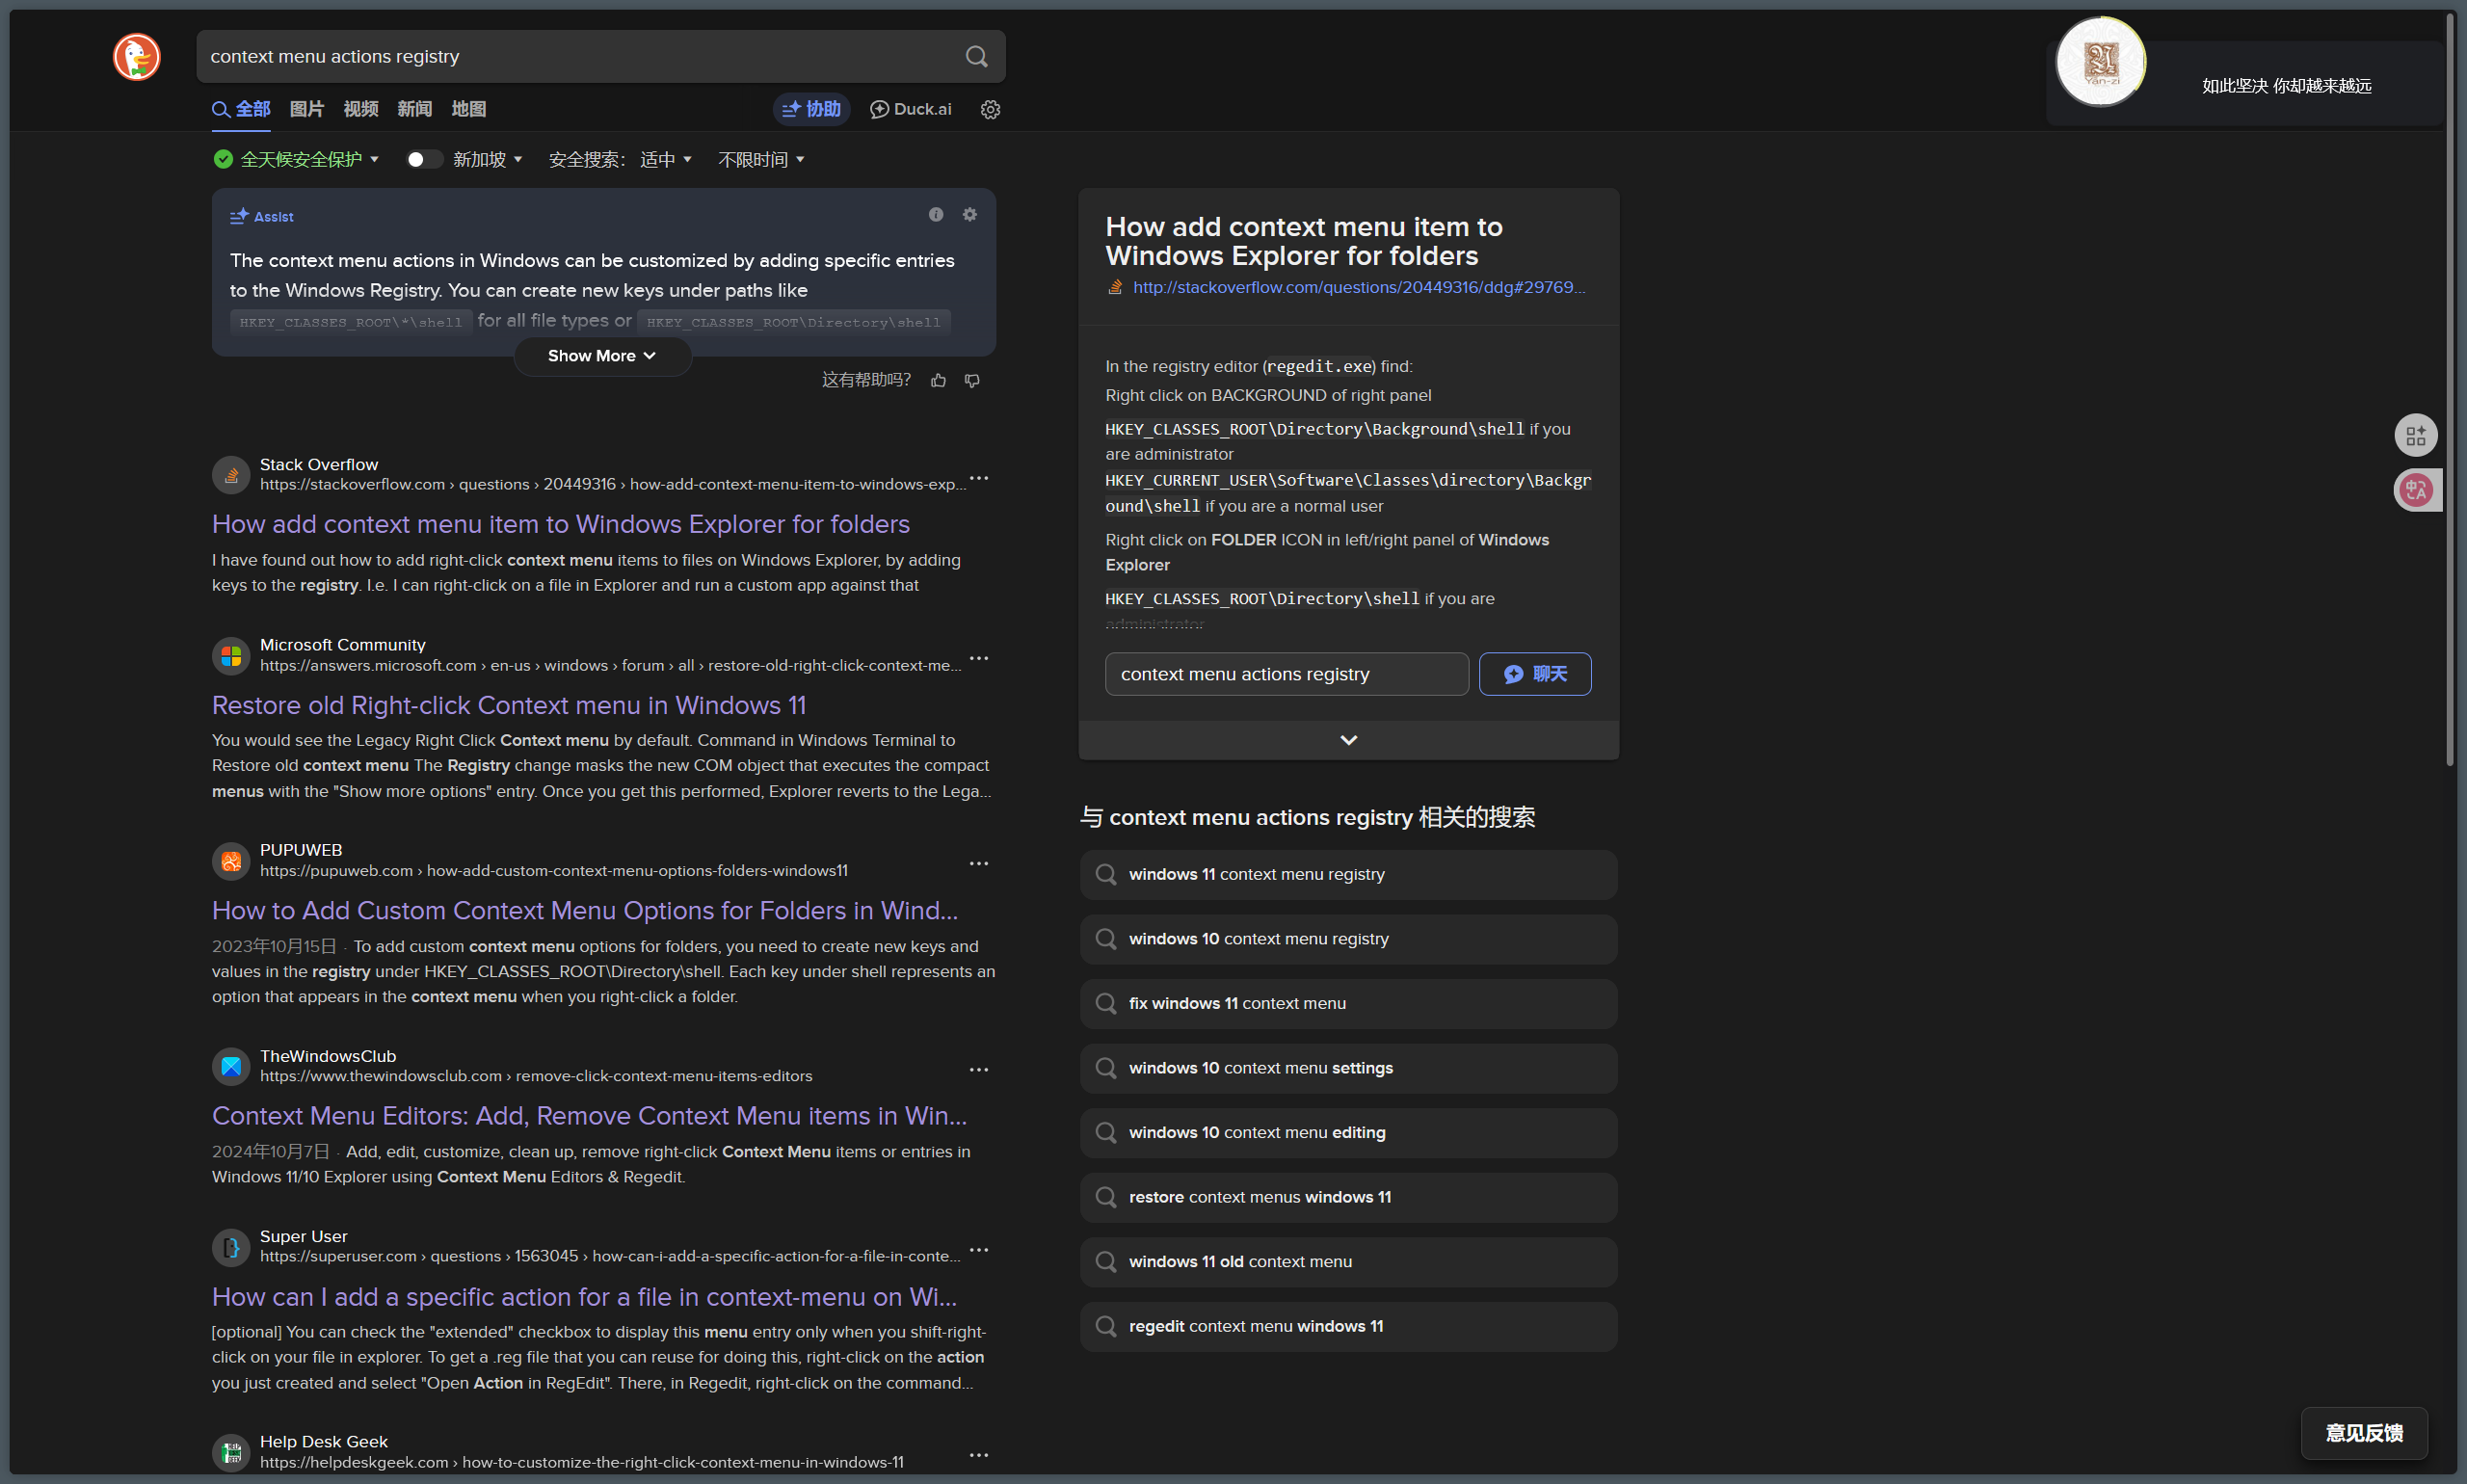 context menu actions registry
Yan-zi
如此坚决 你却越来越远
全部 图片 视频 新闻 地图 协助 Duck.ai
全天候安全保护 新加坡 安全搜索: 适中 不限时间
Assist
The context menu actions in Windows can be customized by adding specific entries
to the Windows Registry. You can create new keys under paths like
HKEY_CLASSES_ROOT\*\shell for all file types or HKEY_CLASSES_ROOT\Directory\shell
Show More
这有帮助吗?
Stack Overflow
https://stackoverflow.com › questions › 20449316 › how-add-context-menu-item-to-windows-exp...
How add context menu item to Windows Explorer for folders
I have found out how to add right-click context menu items to files on Windows Explorer, by adding
keys to the registry. I.e. I can right-click on a file in Explorer and run a custom app against that
Microsoft Community
https://answers.microsoft.com › en-us › windows › forum › all › restore-old-right-click-context-me...
Restore old Right-click Context menu in Windows 11
You would see the Legacy Right Click Context menu by default. Command in Windows Terminal to
Restore old context menu The Registry change masks the new COM object that executes the compact
menus with the "Show more options" entry. Once you get this performed, Explorer reverts to the Lega...
PUPUWEB
https://pupuweb.com › how-add-custom-context-menu-options-folders-windows11
How to Add Custom Context Menu Options for Folders in Wind...
2023年10月15日 · To add custom context menu options for folders, you need to create new keys and
values in the registry under HKEY_CLASSES_ROOT\Directory\shell. Each key under shell represents an
option that appears in the context menu when you right-click a folder.
TheWindowsClub
https://www.thewindowsclub.com › remove-click-context-menu-items-editors
Context Menu Editors: Add, Remove Context Menu items in Win...
2024年10月7日 · Add, edit, customize, clean up, remove right-click Context Menu items or entries in
Windows 11/10 Explorer using Context Menu Editors & Regedit.
Super User
https://superuser.com › questions › 1563045 › how-can-i-add-a-specific-action-for-a-file-in-conte...
How can I add a specific action for a file in context-menu on Wi...
[optional] You can check the "extended" checkbox to display this menu entry only when you shift-right-
click on your file in explorer. To get a .reg file that you can reuse for doing this, right-click on the action
you just created and select "Open Action in RegEdit". There, in Regedit, right-click on the command...
Help Desk Geek
https://helpdeskgeek.com › how-to-customize-the-right-click-context-menu-in-windows-11
How add context menu item to
Windows Explorer for folders
http://stackoverflow.com/questions/20449316/ddg#29769...
In the registry editor (regedit.exe) find:
Right click on BACKGROUND of right panel
HKEY_CLASSES_ROOT\Directory\Background\shell if you
are administrator
HKEY_CURRENT_USER\Software\Classes\directory\Backgr
ound\shell if you are a normal user
Right click on FOLDER ICON in left/right panel of Windows
Explorer
HKEY_CLASSES_ROOT\Directory\shell if you are
administrator
context menu actions registry
聊天
与 context menu actions registry 相关的搜索
windows 11 context menu registry
windows 10 context menu registry
fix windows 11 context menu
windows 10 context menu settings
windows 10 context menu editing
restore context menus windows 11
windows 11 old context menu
regedit context menu windows 11
中A
意见反馈